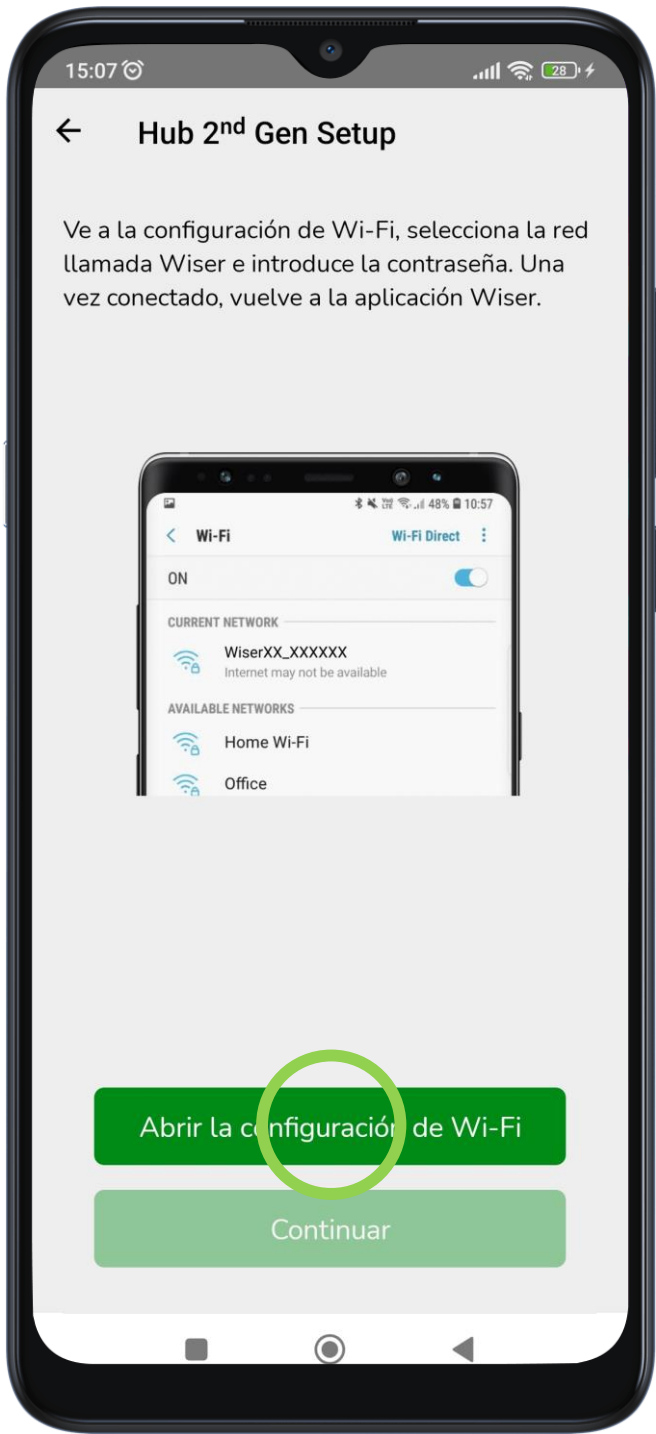 15:07
28
Hub 2nd Gen Setup
Ve a la configuración de Wi-Fi, selecciona la red
llamada Wiser e introduce la contraseña. Una
vez conectado, vuelve a la aplicación Wiser.
48% 10:57
Wi-Fi
Wi-Fi Direct
ON
CURRENT NETWORK
WiserXX_XXXXXX
Internet may not be available
AVAILABLE NETWORKS
Home Wi-Fi
Office
Abrir la configuración de Wi-Fi
Continuar